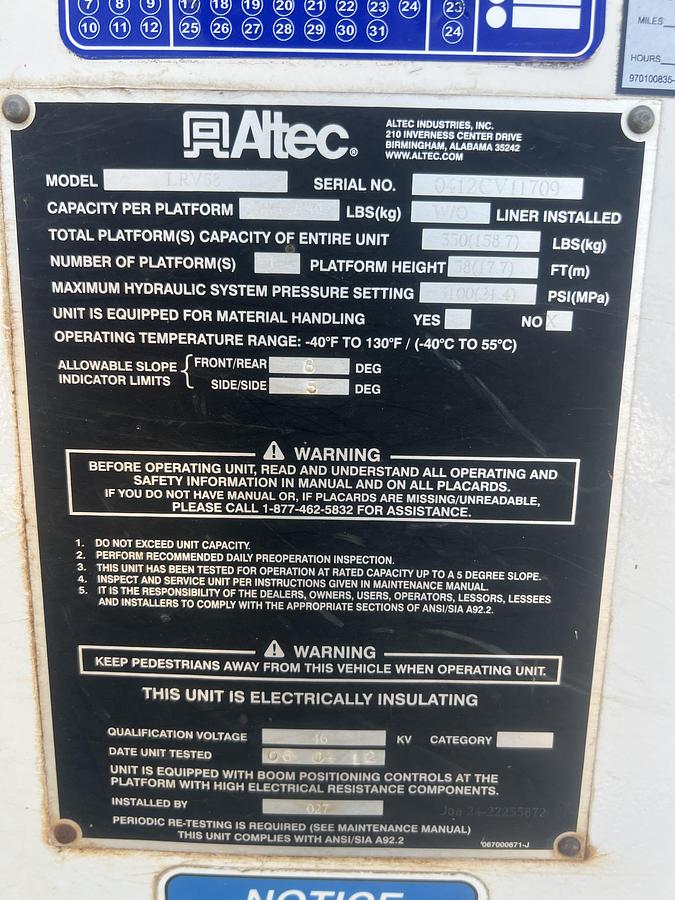 7 8 9 17 18 19 20 21 22 23 24 23
10 11 12 25 26 27 28 29 30 31 24
MILES
HOURS
970100835-
Altec®
ALTEC INDUSTRIES, INC.
210 INVERNESS CENTER DRIVE
BIRMINGHAM, ALABAMA 35242
WWW.ALTEC.COM
MODEL LRV58 SERIAL NO. 0412CV11709
CAPACITY PER PLATFORM LBS(kg) W/O LINER INSTALLED
TOTAL PLATFORM(S) CAPACITY OF ENTIRE UNIT 350(158.7) LBS(kg)
NUMBER OF PLATFORM(S) 1 PLATFORM HEIGHT 58(17.7) FT(m)
MAXIMUM HYDRAULIC SYSTEM PRESSURE SETTING 3100(21.4) PSI(MPa)
UNIT IS EQUIPPED FOR MATERIAL HANDLING YES NO X
OPERATING TEMPERATURE RANGE: -40°F TO 130°F / (-40°C TO 55°C)
ALLOWABLE SLOPE INDICATOR LIMITS { FRONT/REAR DEG
SIDE/SIDE 5 DEG
⚠ WARNING
BEFORE OPERATING UNIT, READ AND UNDERSTAND ALL OPERATING AND
SAFETY INFORMATION IN MANUAL AND ON ALL PLACARDS.
IF YOU DO NOT HAVE MANUAL OR, IF PLACARDS ARE MISSING/UNREADABLE,
PLEASE CALL 1-877-462-5832 FOR ASSISTANCE.
1. DO NOT EXCEED UNIT CAPACITY.
2. PERFORM RECOMMENDED DAILY PREOPERATION INSPECTION.
3. THIS UNIT HAS BEEN TESTED FOR OPERATION AT RATED CAPACITY UP TO A 5 DEGREE SLOPE.
4. INSPECT AND SERVICE UNIT PER INSTRUCTIONS GIVEN IN MAINTENANCE MANUAL.
5. IT IS THE RESPONSIBILITY OF THE DEALERS, OWNERS, USERS, OPERATORS, LESSORS, LESSEES
AND INSTALLERS TO COMPLY WITH THE APPROPRIATE SECTIONS OF ANSI/SIA A92.2.
⚠ WARNING
KEEP PEDESTRIANS AWAY FROM THIS VEHICLE WHEN OPERATING UNIT.
THIS UNIT IS ELECTRICALLY INSULATING
QUALIFICATION VOLTAGE 46 KV CATEGORY
DATE UNIT TESTED
UNIT IS EQUIPPED WITH BOOM POSITIONING CONTROLS AT THE
PLATFORM WITH HIGH ELECTRICAL RESISTANCE COMPONENTS.
INSTALLED BY 027 Job 24-22255872
PERIODIC RE-TESTING IS REQUIRED (SEE MAINTENANCE MANUAL)
THIS UNIT COMPLIES WITH ANSI/SIA A92.2 067000671-J
NOTICE